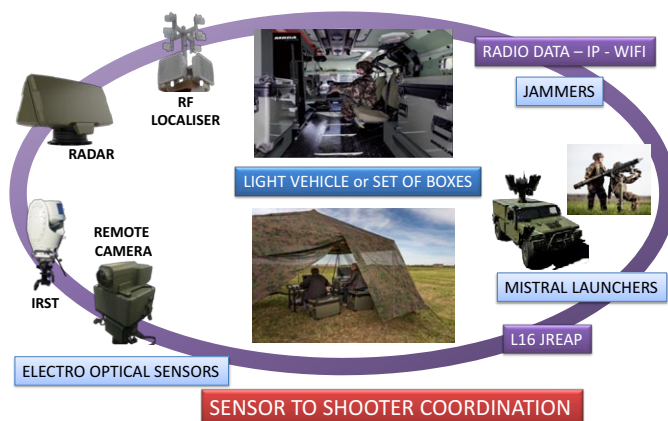 RF
LOCALISER
RADAR
RADIO DATA – IP - WIFI
JAMMERS
LIGHT VEHICLE or SET OF BOXES
REMOTE
CAMERA
IRST
MISTRAL LAUNCHERS
L16 JREAP
ELECTRO OPTICAL SENSORS
SENSOR TO SHOOTER COORDINATION